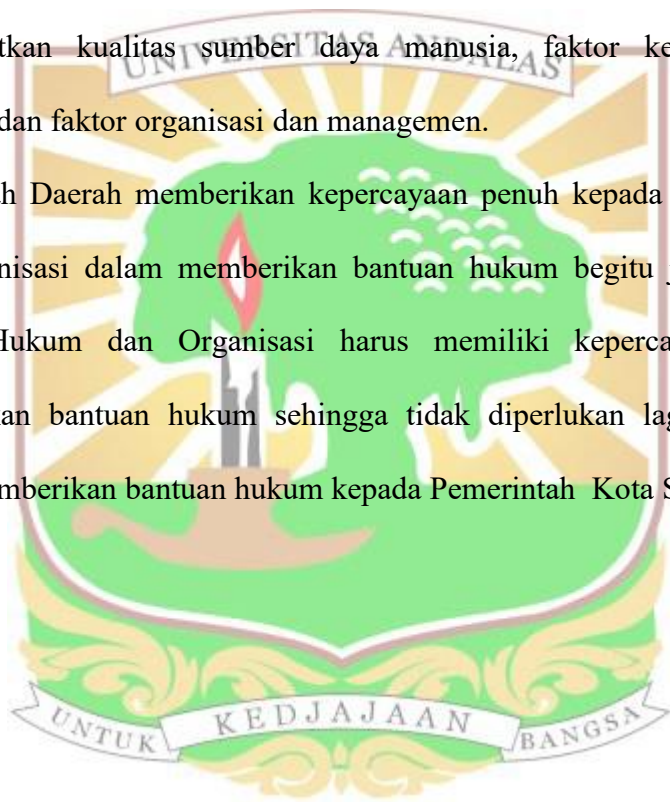 UNIVERSITAS ANDALAS
tkan kualitas sumber daya manusia, faktor ke
dan faktor organisasi dan managemen.
h Daerah memberikan kepercayaan penuh kepada
nisasi dalam memberikan bantuan hukum begitu
Hukum dan Organisasi harus memiliki keperca
an bantuan hukum sehingga tidak diperlukan lag
mberikan bantuan hukum kepada Pemerintah Kota S
UNTUK KEDJAJAAN BANGSA